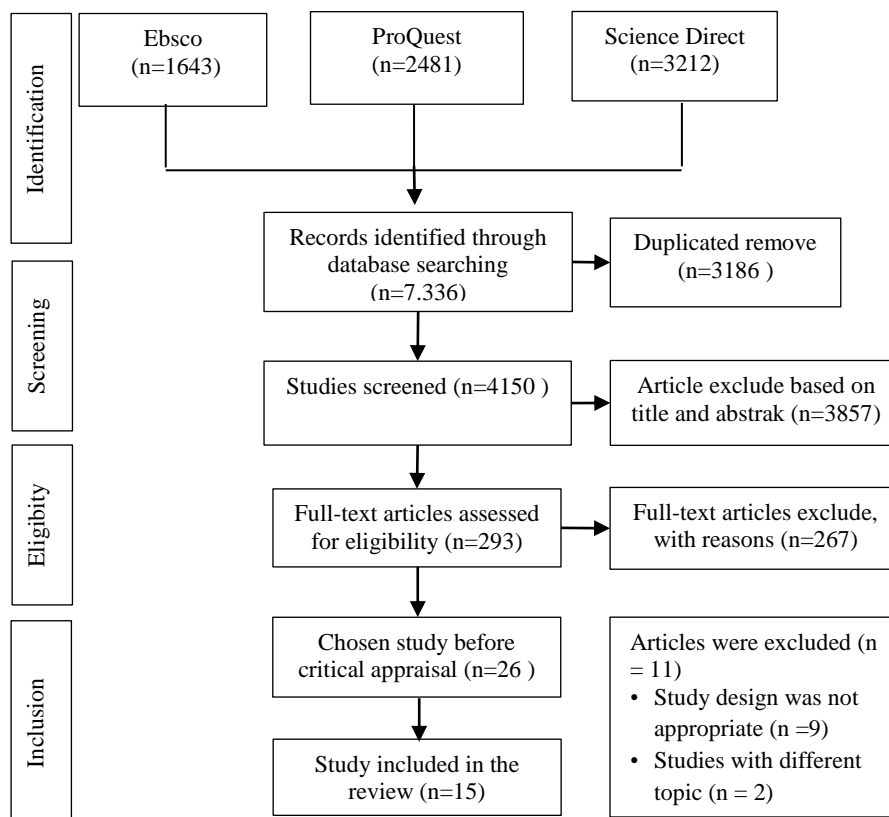 Identification
Ebsco
(n=1643)
ProQuest
(n=2481)
Science Direct
(n=3212)
Records identified through
database searching
(n=7.336)
Duplicated remove
(n=3186 )
Screening
Studies screened (n=4150 )
Article exclude based on
title and abstrak (n=3857)
Eligibity
Full-text articles assessed
for eligibility (n=293)
Full-text articles exclude,
with reasons (n=267)
Inclusion
Chosen study before
critical appraisal (n=26 )
Articles were excluded (n
= 11)
• Study design was not
appropriate (n =9)
• Studies with different
topic (n = 2)
Study included in the
review (n=15)